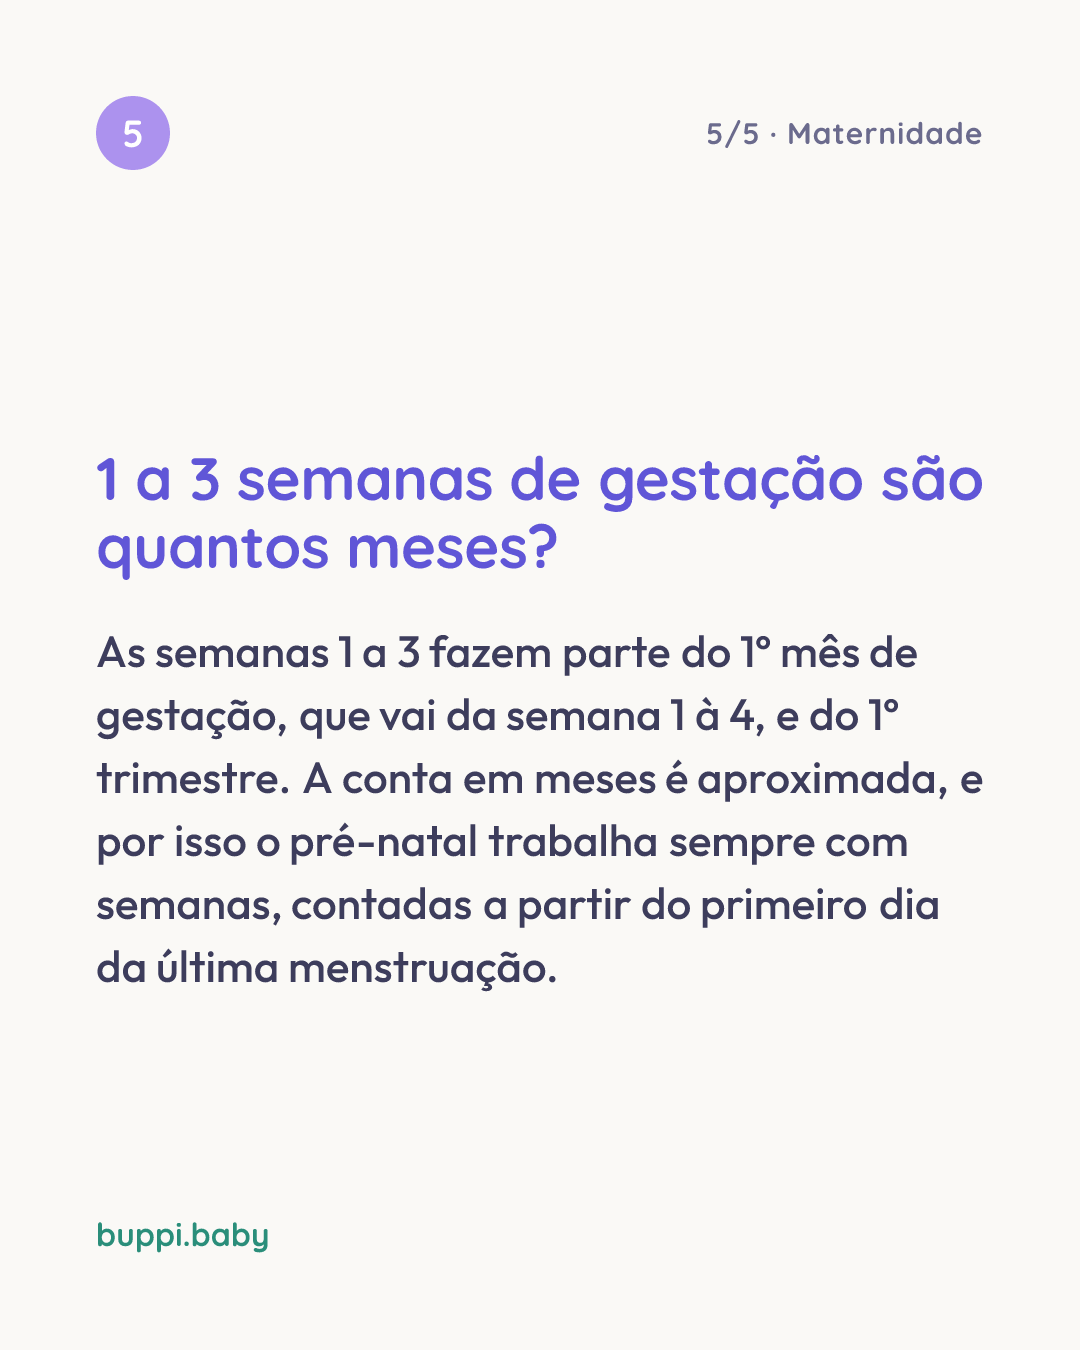 5
5/5 · Maternidade
1 a 3 semanas de gestação são
quantos meses?
As semanas 1 a 3 fazem parte do 1º mês de
gestação, que vai da semana 1 à 4, e do 1º
trimestre. A conta em meses é aproximada, e
por isso o pré-natal trabalha sempre com
semanas, contadas a partir do primeiro dia
da última menstruação.
buppi.baby